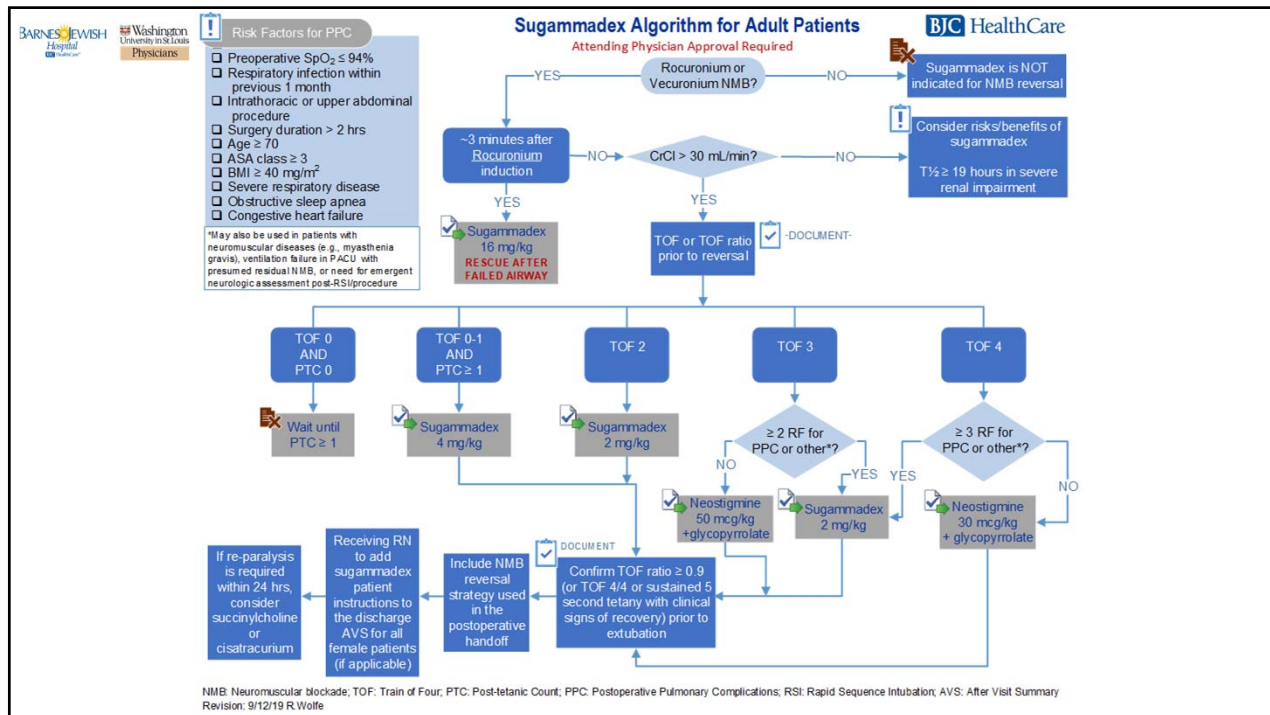 BARNES JEWISH
Hospital
BJC HealthCare
Washington
University in St. Louis
Physicians
Risk Factors for PPC
Preoperative SpO₂ ≤ 94%
Respiratory infection within
previous 1 month
Intrathoracic or upper abdominal
procedure
Surgery duration > 2 hrs
Age ≥ 70
ASA class ≥ 3
BMI ≥ 40 mg/m²
Severe respiratory disease
Obstructive sleep apnea
Congestive heart failure
*May also be used in patients with
neuromuscular diseases (e.g., myasthenia
gravis), ventilation failure in PACU with
presumed residual NMB, or need for emergent
neurologic assessment post-RSI/procedure
Sugammadex Algorithm for Adult Patients
Attending Physician Approval Required
BJC HealthCare
Rocuronium or
Vecuronium NMB?
YES
NO
Sugammadex is NOT
indicated for NMB reversal
~3 minutes after
Rocuronium
induction
NO
CrCl > 30 mL/min?
NO
Consider risks/benefits of
sugammadex
T½ ≥ 19 hours in severe
renal impairment
YES
YES
Sugammadex
16 mg/kg
RESCUE AFTER
FAILED AIRWAY
TOF or TOF ratio
prior to reversal
-DOCUMENT-
TOF 0
AND
PTC 0
TOF 0-1
AND
PTC ≥ 1
TOF 2
TOF 3
TOF 4
Wait until
PTC ≥ 1
Sugammadex
4 mg/kg
Sugammadex
2 mg/kg
≥ 2 RF for
PPC or other*?
≥ 3 RF for
PPC or other*?
NO
YES
YES
NO
Neostigmine
50 mcg/kg
+glycopyrrolate
Sugammadex
2 mg/kg
Neostigmine
30 mcg/kg
+ glycopyrrolate
If re-paralysis
is required
within 24 hrs,
consider
succinylcholine
or
cisatracurium
Receiving RN
to add
sugammadex
patient
instructions to
the discharge
AVS for all
female patients
(if applicable)
Include NMB
reversal
strategy used
in the
postoperative
handoff
DOCUMENT
Confirm TOF ratio ≥ 0.9
(or TOF 4/4 or sustained 5
second tetany with clinical
signs of recovery) prior to
extubation
NMB: Neuromuscular blockade; TOF: Train of Four; PTC: Post-tetanic Count; PPC: Postoperative Pulmonary Complications; RSI: Rapid Sequence Intubation; AVS: After Visit Summary
Revision: 9/12/19 R.Wolfe